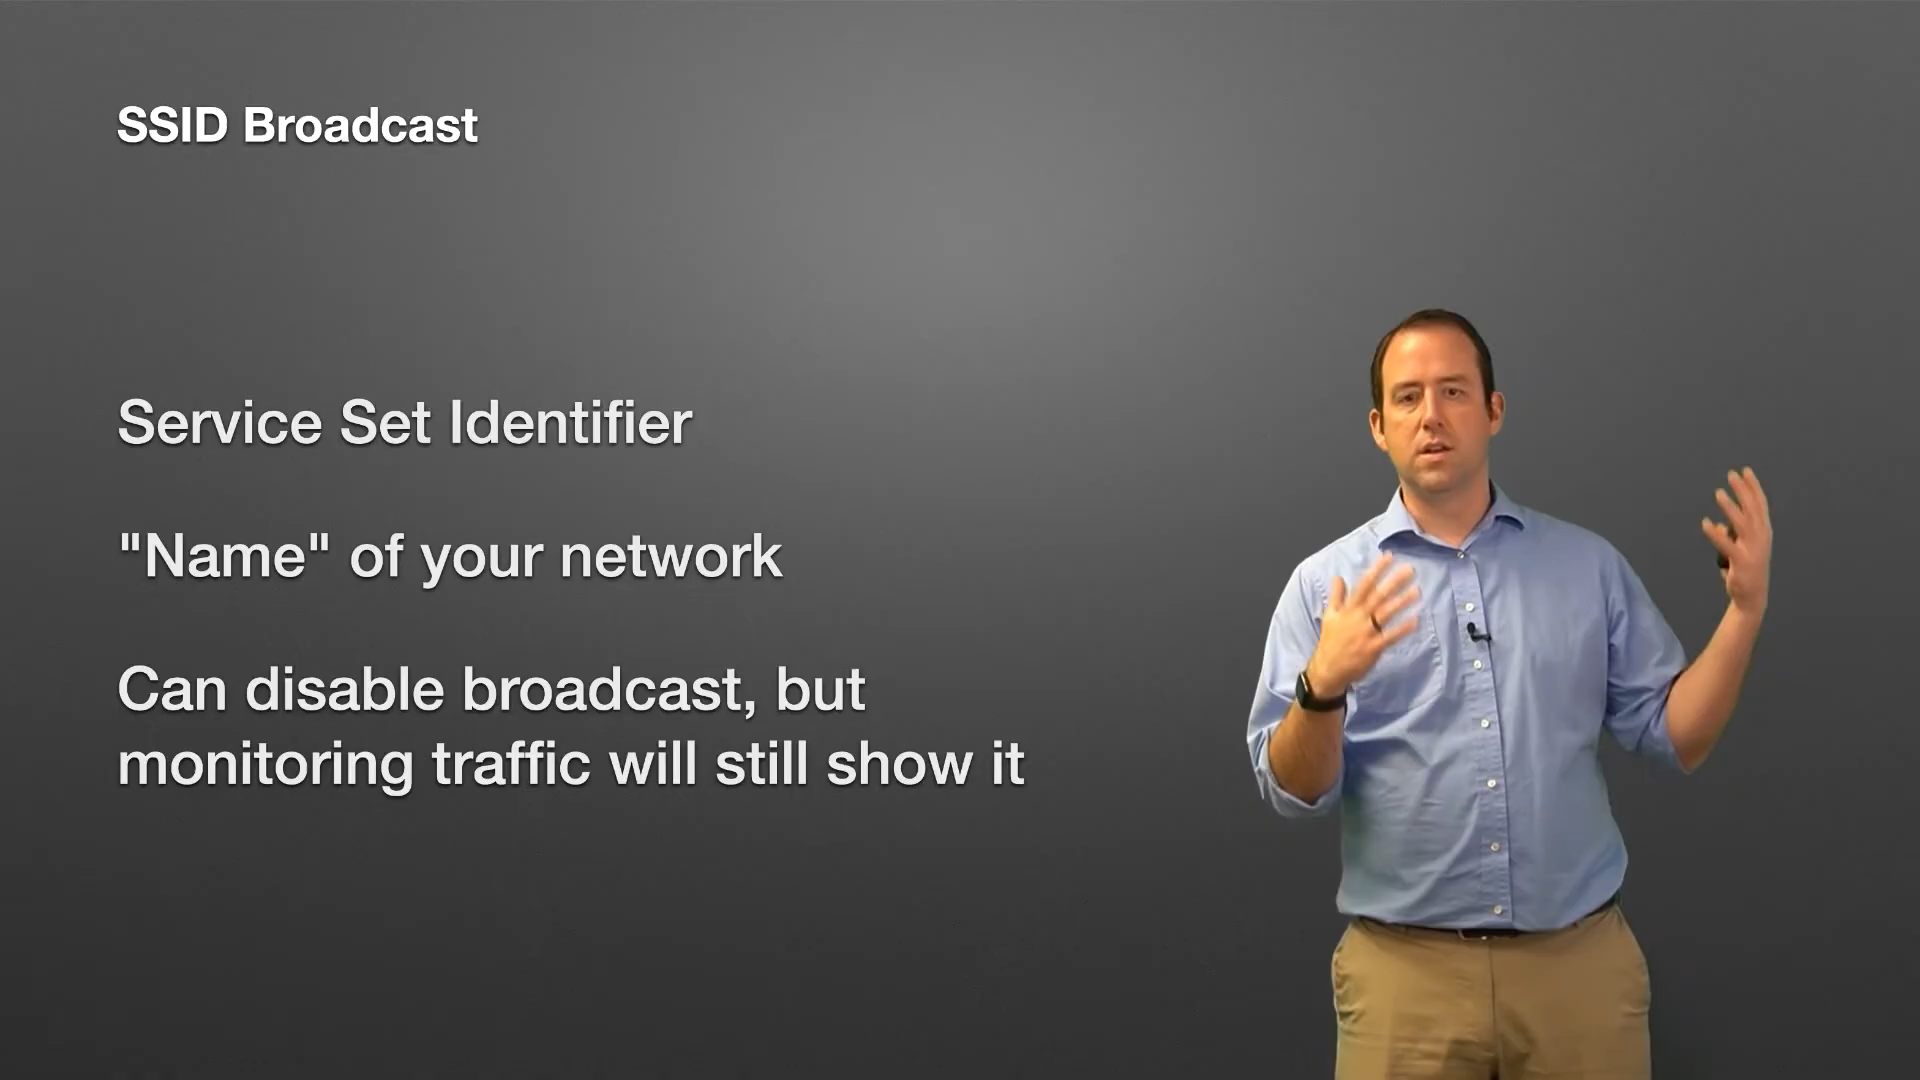 SSID Broadcast
Service Set Identifier
"Name" of your network
Can disable broadcast, but
monitoring traffic will still show it